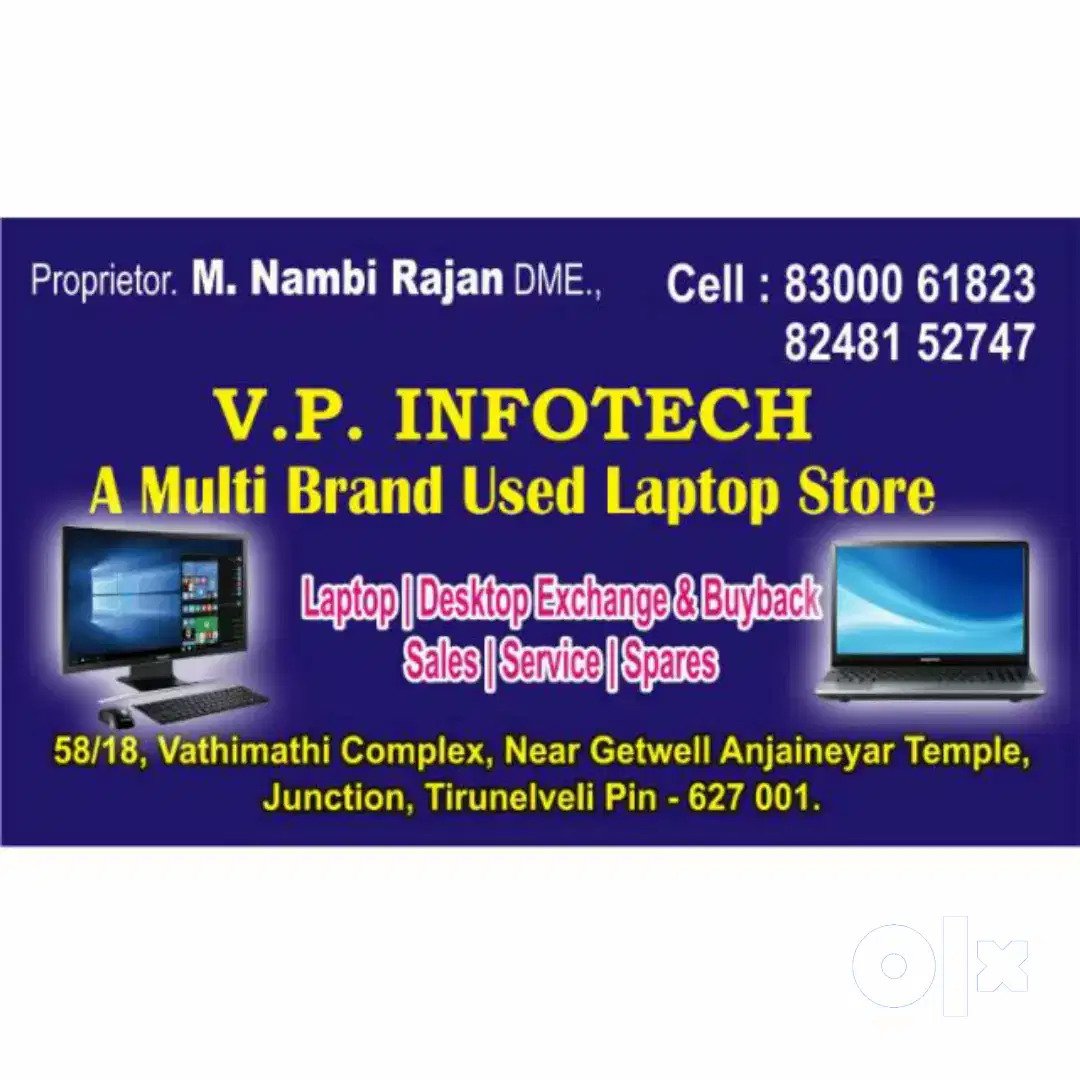 Proprietor. M. Nambi Rajan DME.,
Cell : 83000 61823
82481 52747
V.P. INFOTECH
A Multi Brand Used Laptop Store
Laptop | Desktop Exchange & Buyback
Sales | Service | Spares
58/18, Vathimathi Complex, Near Getwell Anjaineyar Temple,
Junction, Tirunelveli Pin - 627 001.
olx